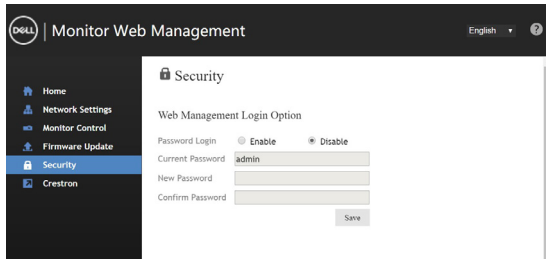 DELL | Monitor Web Management
English
?
Home
Network Settings
Monitor Control
Firmware Update
Security
Crestron
Security
Web Management Login Option
Password Login Enable Disable
Current Password admin
New Password
Confirm Password
Save